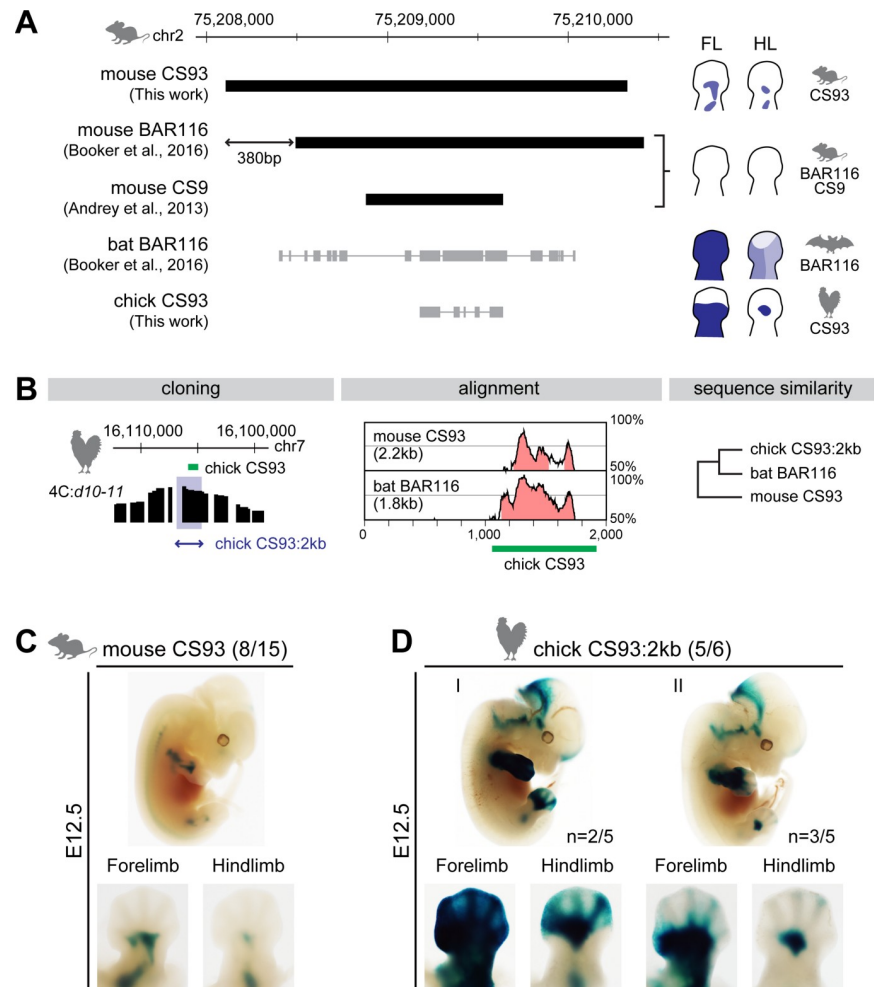 A
75,208,000 75,209,000 75,210,000
chr2
FL HL
mouse CS93
(This work)
CS93
mouse BAR116
(Booker et al., 2016)
380bp
BAR116
CS9
mouse CS9
(Andrey et al., 2013)
bat BAR116
(Booker et al., 2016)
BAR116
chick CS93
(This work)
CS93
B
cloning alignment sequence similarity
16,110,000 16,100,000
chr7
chick CS93
4C:d10-11
chick CS93:2kb
mouse CS93
(2.2kb)
100%
50%
bat BAR116
(1.8kb)
100%
50%
0 1,000 2,000
chick CS93
chick CS93:2kb
bat BAR116
mouse CS93
C mouse CS93 (8/15)
E12.5
Forelimb Hindlimb
D chick CS93:2kb (5/6)
E12.5
I II
n=2/5 n=3/5
Forelimb Hindlimb Forelimb Hindlimb